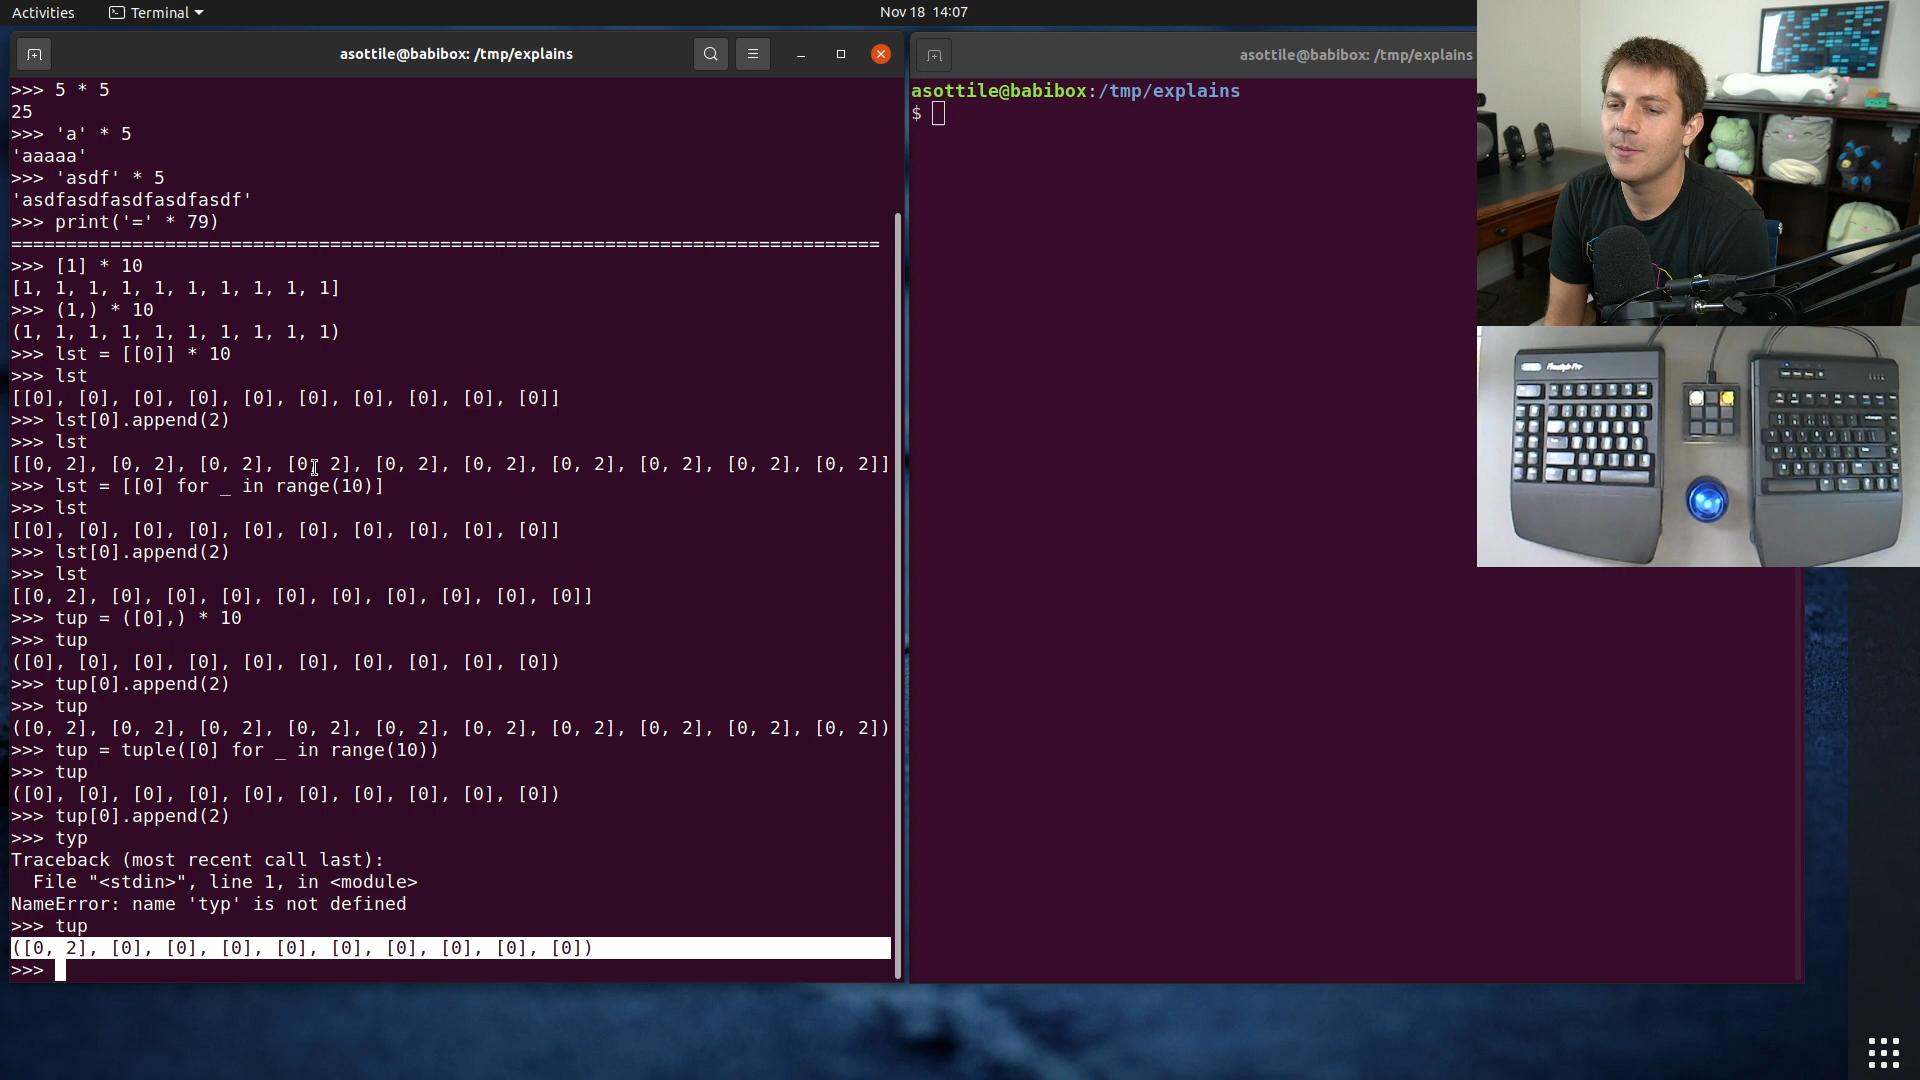 Activities
Terminal
Nov 18 14:07
asottile@babibox: /tmp/explains
>>> 5 * 5
25
>>> 'a' * 5
'aaaaa'
>>> 'asdf' * 5
'asdfasdfasdfasdfasdf'
>>> print('=' * 79)
===============================================================================
>>> [1] * 10
[1, 1, 1, 1, 1, 1, 1, 1, 1, 1]
>>> (1,) * 10
(1, 1, 1, 1, 1, 1, 1, 1, 1, 1)
>>> lst = [[0]] * 10
>>> lst
[[0], [0], [0], [0], [0], [0], [0], [0], [0], [0]]
>>> lst[0].append(2)
>>> lst
[[0, 2], [0, 2], [0, 2], [0, 2], [0, 2], [0, 2], [0, 2], [0, 2], [0, 2], [0, 2]]
>>> lst = [[0] for _ in range(10)]
>>> lst
[[0], [0], [0], [0], [0], [0], [0], [0], [0], [0]]
>>> lst[0].append(2)
>>> lst
[[0, 2], [0], [0], [0], [0], [0], [0], [0], [0], [0]]
>>> tup = ([0],) * 10
>>> tup
([0], [0], [0], [0], [0], [0], [0], [0], [0], [0])
>>> tup[0].append(2)
>>> tup
([0, 2], [0, 2], [0, 2], [0, 2], [0, 2], [0, 2], [0, 2], [0, 2], [0, 2], [0, 2])
>>> tup = tuple([0] for _ in range(10))
>>> tup
([0], [0], [0], [0], [0], [0], [0], [0], [0], [0])
>>> tup[0].append(2)
>>> typ
Traceback (most recent call last):
  File "<stdin>", line 1, in <module>
NameError: name 'typ' is not defined
>>> tup
([0, 2], [0], [0], [0], [0], [0], [0], [0], [0], [0])
>>>
asottile@babibox: /tmp/explains
asottile@babibox:/tmp/explains
$